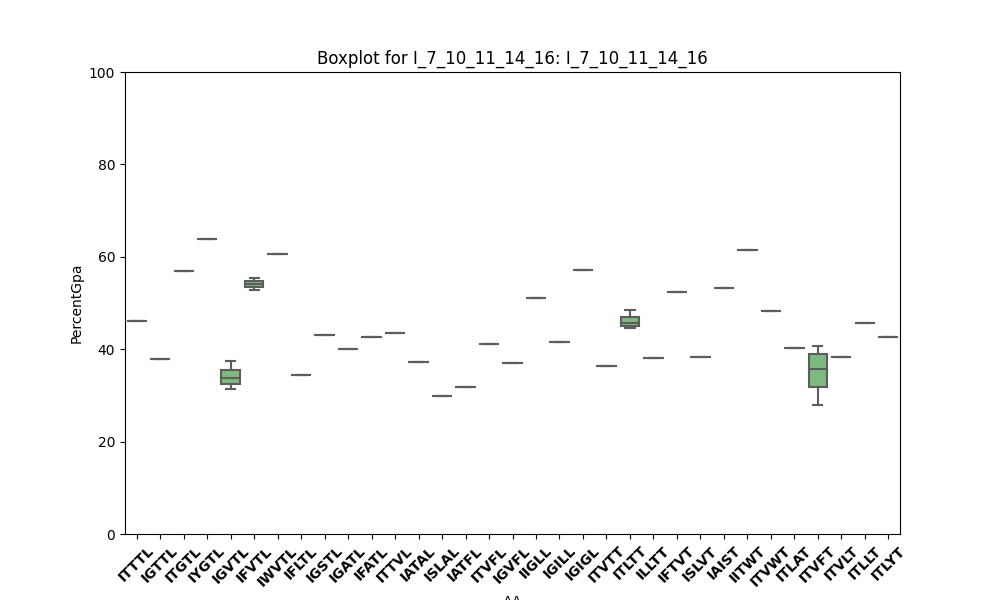 Boxplot for I_7_10_11_14_16: I_7_10_11_14_16
100
80
60
40
20
0
PercentGpa
ITTTL
IGTTL
ITGTL
IYGTL
IGVTL
IFVTL
IWVTL
IFLTL
IGSTL
IGATL
IFATL
ITTVL
IATAL
ISLAL
IATFL
ITVFL
IGVFL
IIGLL
IGILL
IGIGL
ITVTT
ITLTT
ILLTT
IFTVT
ISLVT
IAIST
IITWT
ITVWT
ITLAT
ITVFT
ITVLT
ITLLT
ITLYT
AA